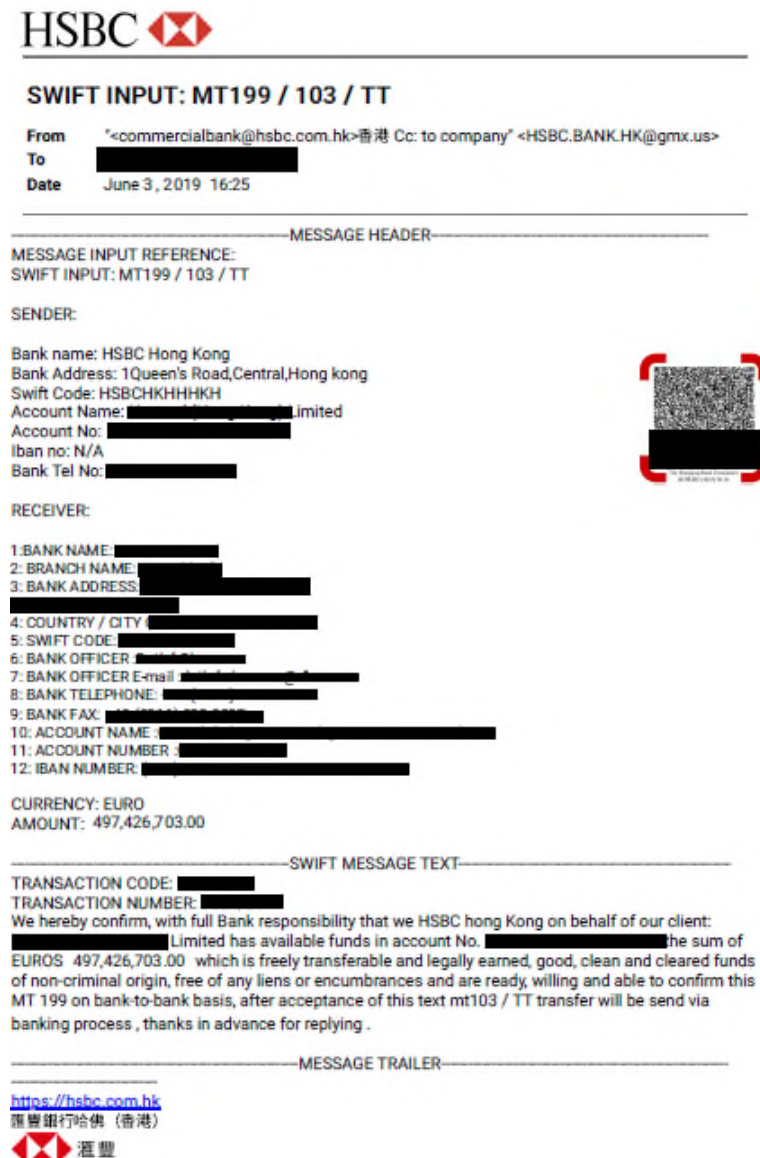 HSBC
SWIFT INPUT: MT199 / 103 / TT
From "<commercialbank@hsbc.com.hk>香港 Cc: to company" <HSBC.BANK.HK@gmx.us>
To
Date June 3, 2019 16:25
MESSAGE HEADER
MESSAGE INPUT REFERENCE:
SWIFT INPUT: MT199 / 103 / TT
SENDER:
Bank name: HSBC Hong Kong
Bank Address: 1Queen's Road,Central,Hong kong
Swift Code: HSBCHKHHHKH
Account Name: Limited
Account No:
Iban no: N/A
Bank Tel No:
RECEIVER:
1:BANK NAME:
2: BRANCH NAME:
3: BANK ADDRESS:
4: COUNTRY / CITY
5: SWIFT CODE:
6: BANK OFFICER :
7: BANK OFFICER E-mail :
8: BANK TELEPHONE:
9: BANK FAX:
10: ACCOUNT NAME :
11: ACCOUNT NUMBER :
12: IBAN NUMBER:
CURRENCY: EURO
AMOUNT: 497,426,703.00
SWIFT MESSAGE TEXT
TRANSACTION CODE:
TRANSACTION NUMBER:
We hereby confirm, with full Bank responsibility that we HSBC hong Kong on behalf of our client:
Limited has available funds in account No. the sum of
EUROS 497,426,703.00 which is freely transferable and legally earned, good, clean and cleared funds
of non-criminal origin, free of any liens or encumbrances and are ready, willing and able to confirm this
MT 199 on bank-to-bank basis, after acceptance of this text mt103 / TT transfer will be send via
banking process , thanks in advance for replying .
MESSAGE TRAILER
https://hsbc.com.hk
匯豐銀行哈佛（香港）
滙豐